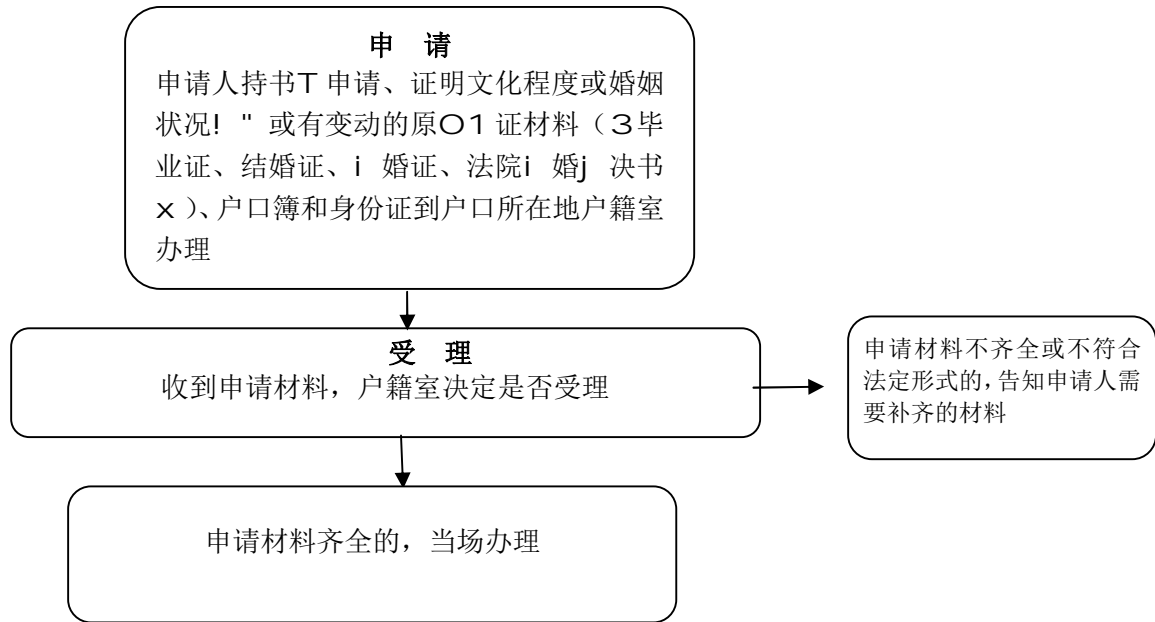 申 请
申请人持书T 申请、证明文化程度或婚姻
状况! " 或有变动的原O1 证材料（3毕
业证、结婚证、i 婚证、法院i 婚j 决书
x ）、户口簿和身份证到户口所在地户籍室
办理
受 理
收到申请材料，户籍室决定是否受理
申请材料不齐全或不符合
法定形式的，告知申请人需
要补齐的材料
申请材料齐全的，当场办理